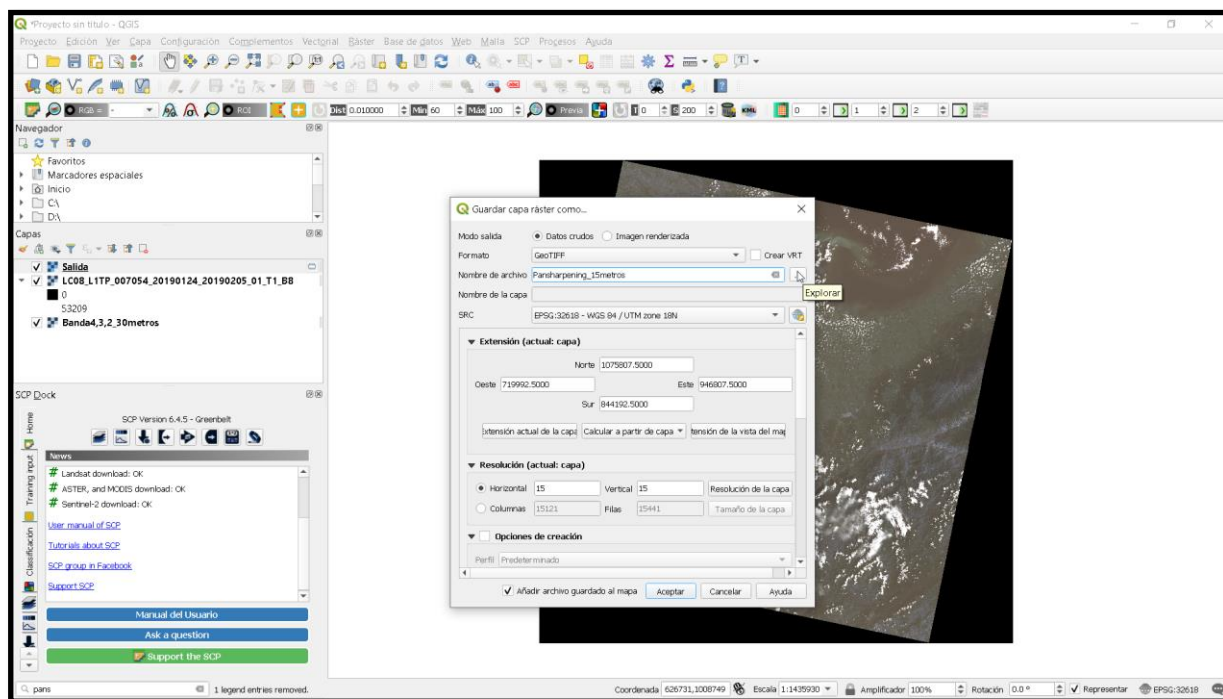 *Proyecto sin título - QGIS
Proyecto Edición Ver Capa Configuración Complementos Vectorial Ráster Base de datos Web Malla SCP Procesos Ayuda
RGB = - ROI Dist 0.010000 Min 60 Máx 100 Previa T 0 S 200 KML 0 1 2
Navegador
Favoritos
Marcadores espaciales
Inicio
C:\
D:\
Capas
Salida
LC08_L1TP_007054_20190124_20190205_01_T1_B8
0
53209
Banda4,3,2_30metros
SCP Dock
SCP Version 6.4.5 - Greenbelt
News
# Landsat download: OK
# ASTER, and MODIS download: OK
# Sentinel-2 download: OK
User manual of SCP
Tutorials about SCP
SCP group in Facebook
Support SCP
Home
Training input
Classification
Manual del Usuario
Ask a question
Support the SCP
Guardar capa ráster como...
Modo salida Datos crudos Imagen renderizada
Formato GeoTIFF Crear VRT
Nombre de archivo Pansharpening_15metros
Explorar
Nombre de la capa
SRC EPSG:32618 - WGS 84 / UTM zone 18N
Extensión (actual: capa)
Norte 1075807.5000
Oeste 719992.5000 Este 946807.5000
Sur 844192.5000
xtensión actual de la capa Calcular a partir de capa tensión de la vista del map
Resolución (actual: capa)
Horizontal 15 Vertical 15 Resolución de la capa
Columnas 15121 Filas 15441 Tamaño de la capa
Opciones de creación
Perfil Predeterminado
Añadir archivo guardado al mapa Aceptar Cancelar Ayuda
pans 1 legend entries removed. Coordenada 626731,1008749 Escala 1:1435930 Amplificador 100% Rotación 0.0 ° Representar EPSG:32618